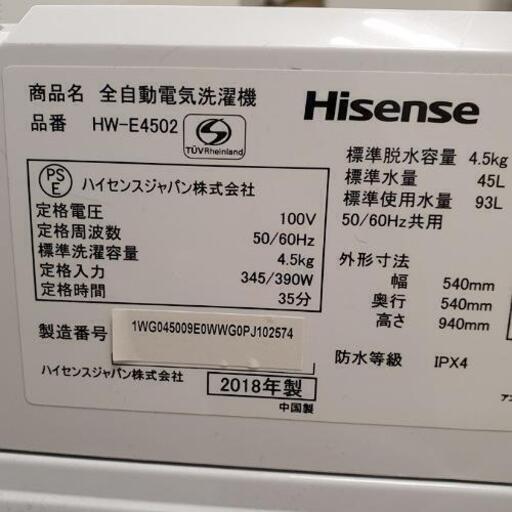 商品名 全自動電気洗濯機
品番 HW-E4502
TÜVRheinland
Hisense
PS
E
ハイセンスジャパン株式会社
定格電圧 100V
定格周波数 50/60Hz
標準洗濯容量 4.5kg
定格入力 345/390W
定格時間 35分
製造番号 1WG045009E0WWG0PJ102574
ハイセンスジャパン株式会社
2018年製
中国製
標準脱水容量 4.5kg
標準水量 45L
標準使用水量 93L
50/60Hz共用
外形寸法
幅 540mm
奥行 540mm
高さ 940mm
防水等級 IPX4